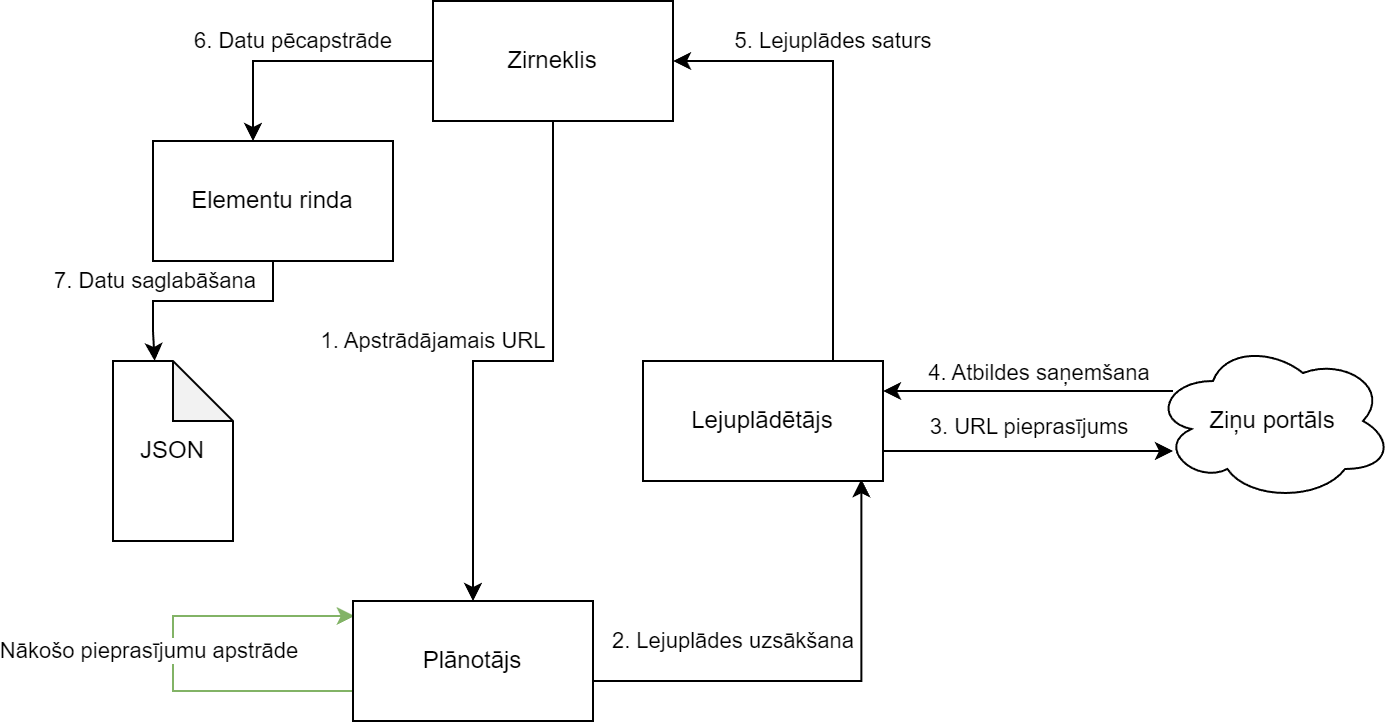 6. Datu pēcapstrāde
Zirneklis
5. Lejuplādes saturs
Elementu rinda
7. Datu saglabāšana
1. Apstrādājamais URL
4. Atbildes saņemšana
Lejuplādētājs
Ziņu portāls
3. URL pieprasījums
JSON
2. Lejuplādes uzsākšana
Nākošo pieprasījumu apstrāde
Plānotājs